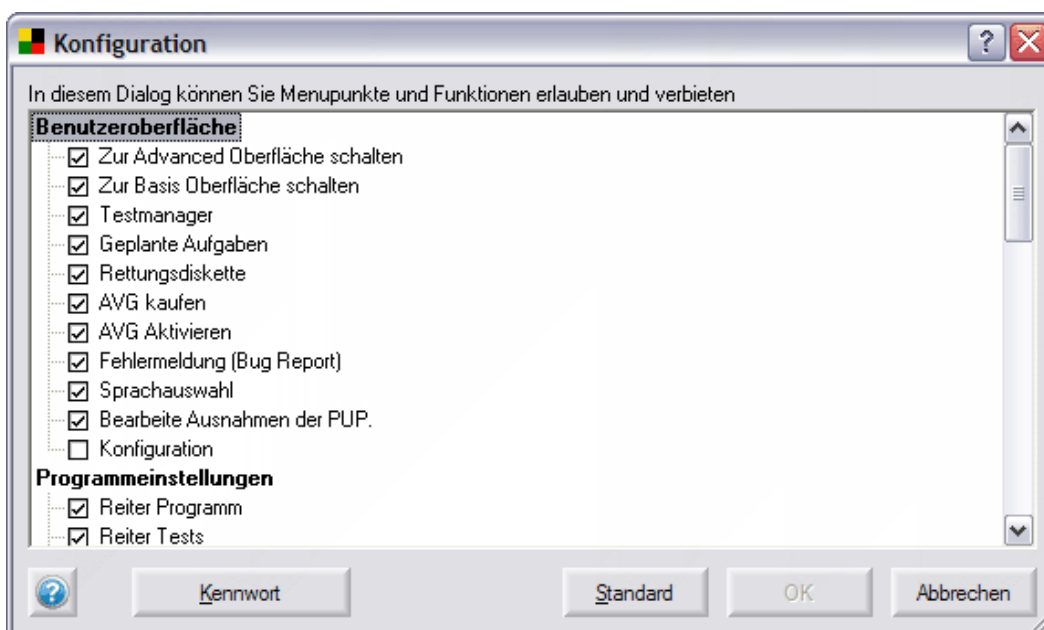 Konfiguration
In diesem Dialog können Sie Menupunkte und Funktionen erlauben und verbieten
Benutzeroberfläche
Zur Advanced Oberfläche schalten
Zur Basis Oberfläche schalten
Testmanager
Geplante Aufgaben
Rettungsdiskette
AVG kaufen
AVG Aktivieren
Fehlermeldung (Bug Report)
Sprachauswahl
Bearbeite Ausnahmen der PUP.
Konfiguration
Programmeinstellungen
Reiter Programm
Reiter Tests
Kennwort Standard OK Abbrechen